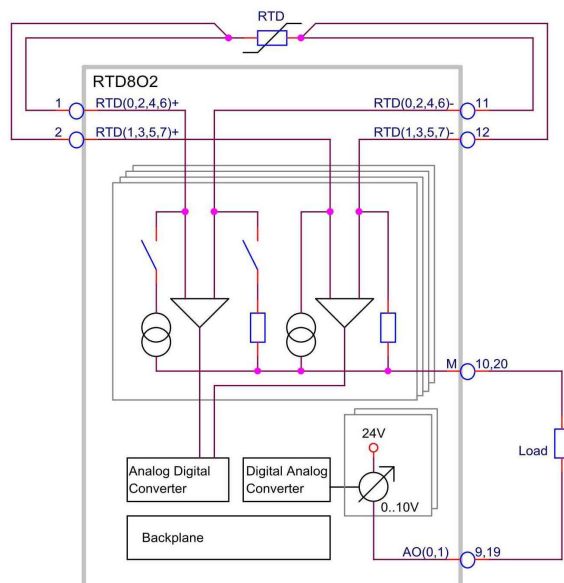 RTD
RTD8O2
1 RTD(0,2,4,6)+ RTD(0,2,4,6)- 11
2 RTD(1,3,5,7)+ RTD(1,3,5,7)- 12
M 10,20
24V
Load
Analog Digital
Converter
Digital Analog
Converter
0..10V
Backplane
AO(0,1) 9,19